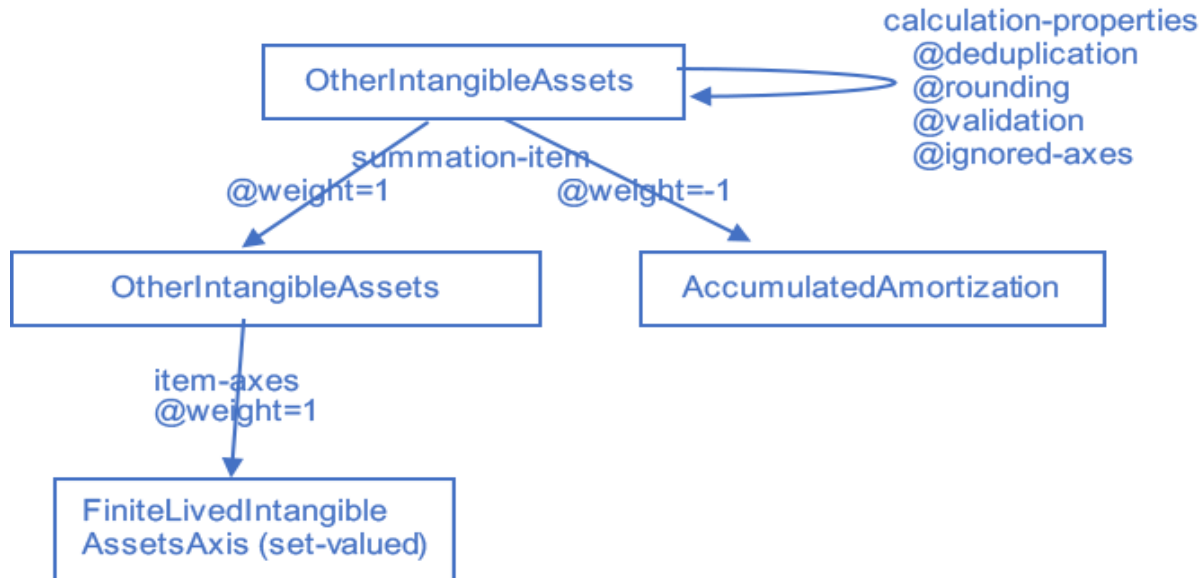 calculation-properties
@deduplication
@rounding
@validation
@ignored-axes
OtherIntangibleAssets
summation-item
@weight=1
@weight=-1
OtherIntangibleAssets
AccumulatedAmortization
item-axes
@weight=1
FiniteLivedIntangible
AssetsAxis (set-valued)